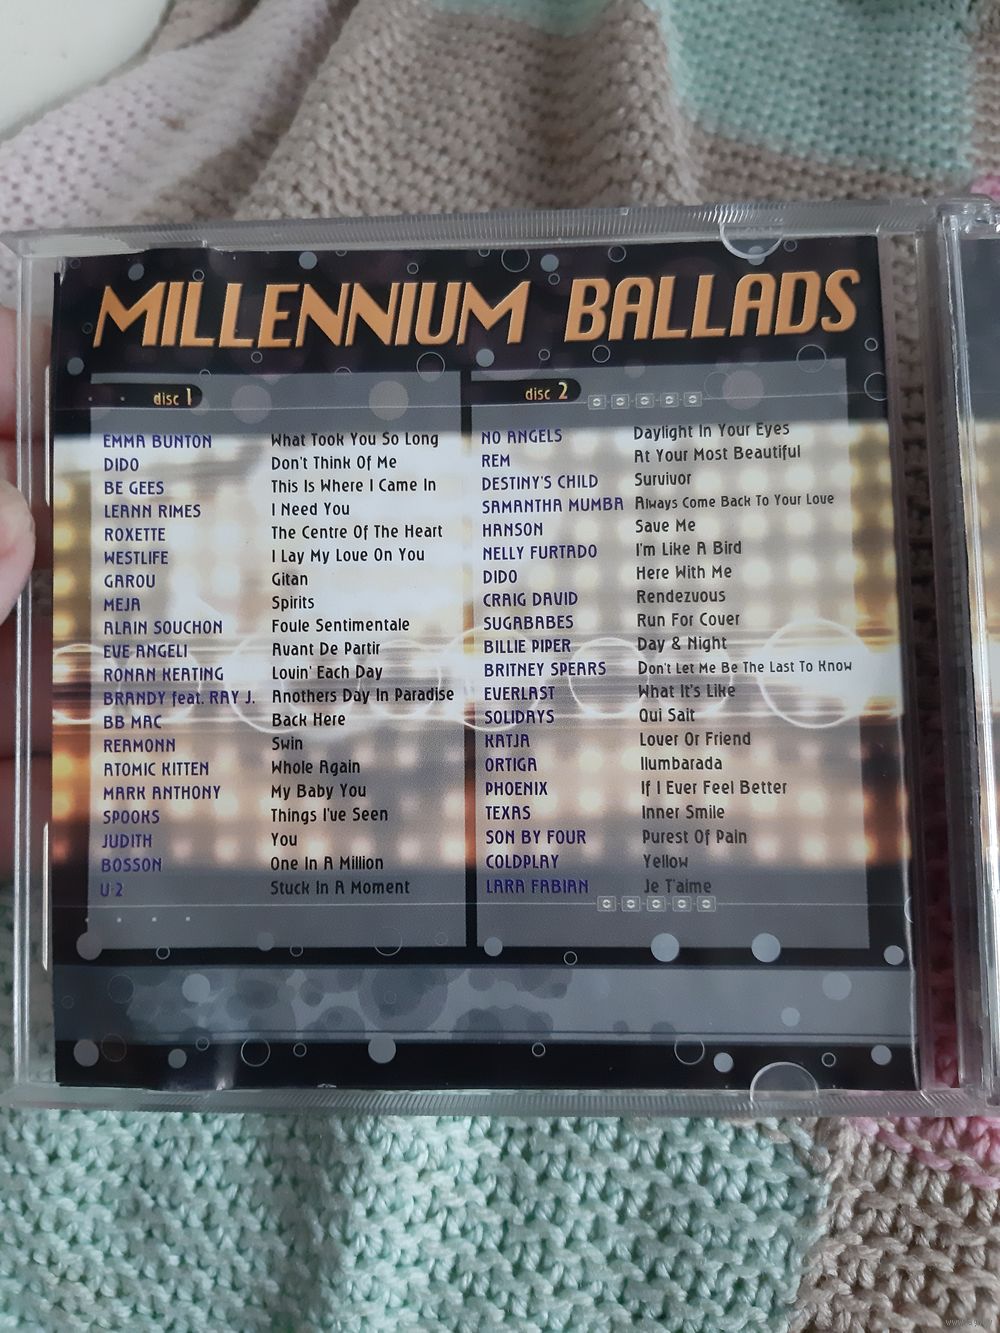 MILLENNIUM BALLADS
disc 1
EMMA BUNTON What Took You So Long
DIDO Don't Think Of Me
BE GEES This Is Where I Came In
LEANN RIMES I Need You
ROXETTE The Centre Of The Heart
WESTLIFE I Lay My Love On You
GAROU Gitan
MEJA Spirits
ALAIN SOUCHON Foule Sentimentale
EVE ANGELI Avant De Partir
RONAN KEATING Lovin' Each Day
BRANDY feat. RAY J. Anothers Day In Paradise
BB MAC Back Here
REAMONN Swin
ATOMIC KITTEN Whole Again
MARK ANTHONY My Baby You
SPOOKS Things I've Seen
JUDITH You
BOSSON One In A Million
U-2 Stuck In A Moment
disc 2
NO ANGELS Daylight In Your Eyes
REM At Your Most Beautiful
DESTINY'S CHILD Survivor
SAMANTHA MUMBA Always Come Back To Your Love
HANSON Save Me
NELLY FURTADO I'm Like A Bird
DIDO Here With Me
CRAIG DAVID Rendezvous
SUGABABES Run For Cover
BILLIE PIPER Day & Night
BRITNEY SPEARS Don't Let Me Be The Last To Know
EVERLAST What It's Like
SOLIDAYS Qui Sait
KATJA Lover Or Friend
ORTIGA Ilumbarada
PHOENIX If I Ever Feel Better
TEXAS Inner Smile
SON BY FOUR Purest Of Pain
COLDPLAY Yellow
LARA FABIAN Je T'aime